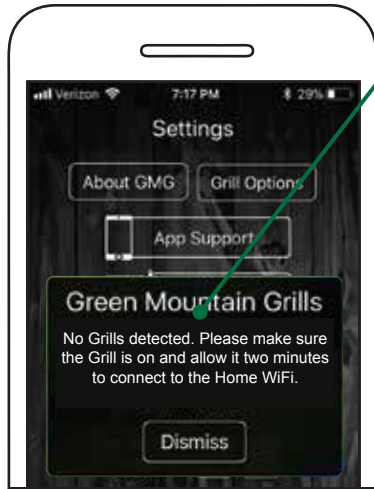 Verizon 7:17 PM 29%
Settings
About GMG Grill Options
App Support
Green Mountain Grills
No Grills detected. Please make sure
the Grill is on and allow it two minutes
to connect to the Home WiFi.
Dismiss